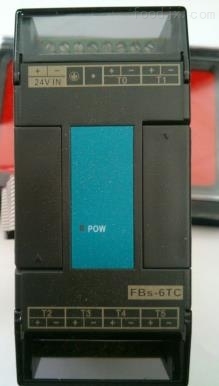 + - + - + -
24V IN T0 T1
POW
FBs-6TC
T2 T3 T4 T5
+ - + - + - + -